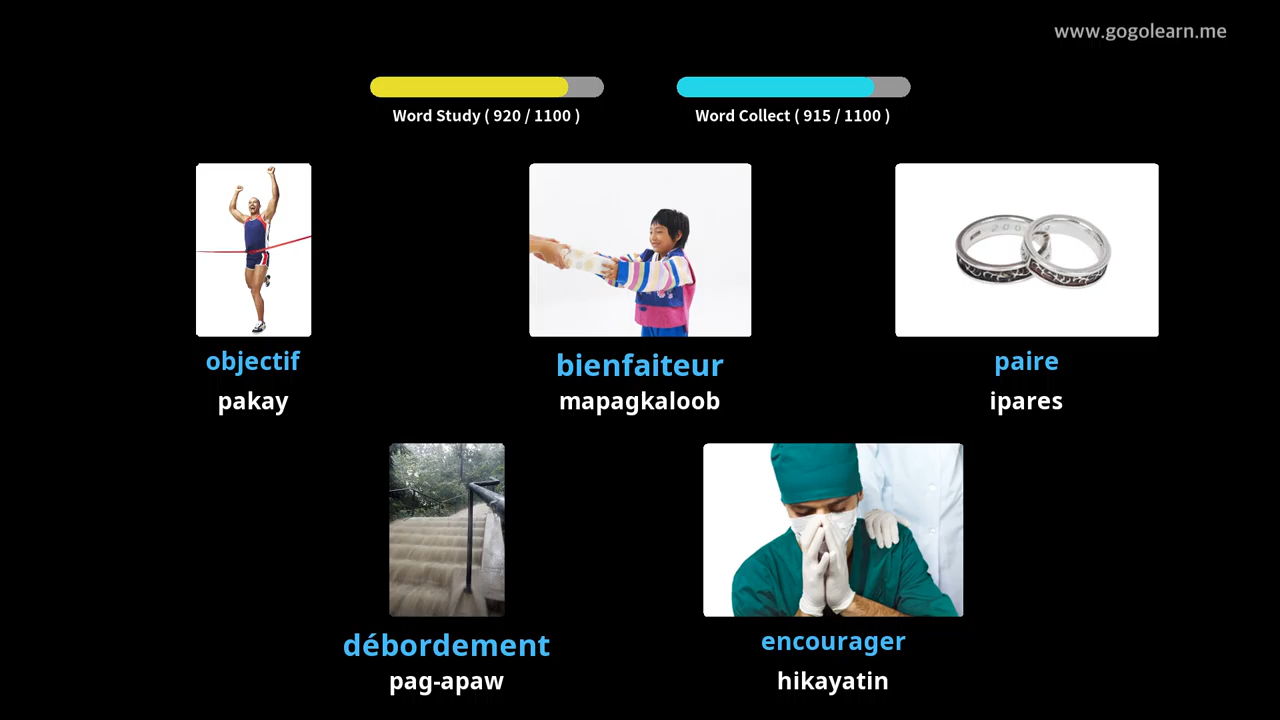 www.gogolearn.me
Word Study ( 920 / 1100 )
Word Collect ( 915 / 1100 )
objectif
bienfaiteur
paire
pakay
mapagkaloob
ipares
débordement
encourager
pag-apaw
hikayatin